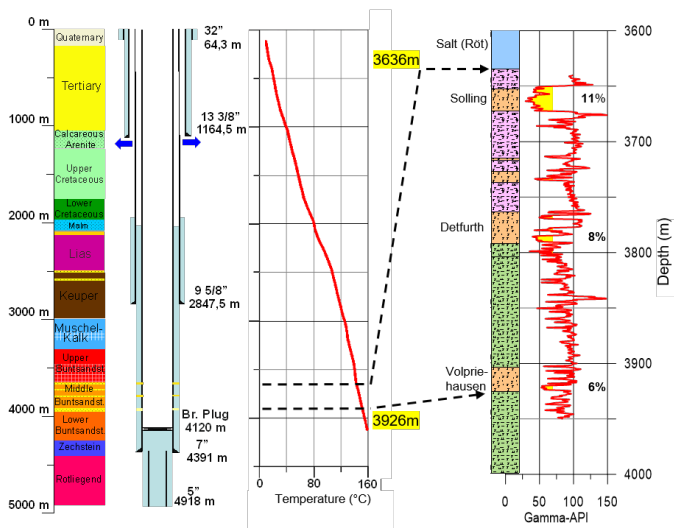 0 m
Quaternary
Tertiary
1000 m
Calcareous
Arenite
Upper
Cretaceous
Lower
Cretaceous
2000 m
Malm
Lias
Keuper
3000 m
Muschel-
Kalk
Upper
Buntsandst.
Middle
Buntsandst.
4000 m
Lower
Buntsandst.
Zechstein
Rotliegend
5000 m
32”
64,3 m
13 3/8”
1164,5 m
9 5/8”
2847,5 m
Br. Plug
4120 m
7”
4391 m
5”
4918 m
0
80
160
Temperature (°C)
3636m
3926m
Salt (Röt)
Solling
Detfurth
Volprie-
hausen
11%
8%
6%
3600
3700
3800
3900
4000
Depth (m)
0
50
100
150
Gamma-API